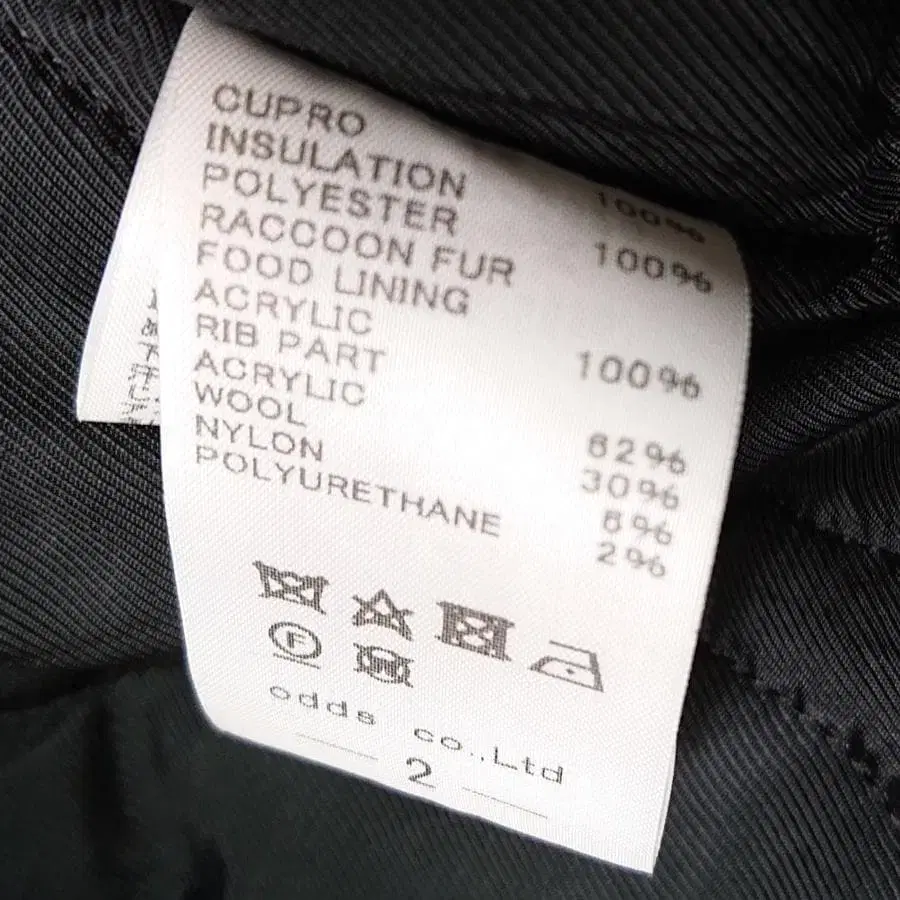 CUPRO 100%
INSULATION
POLYESTER 100%
RACCOON FUR
FOOD LINING
ACRYLIC 100%
RIB PART
ACRYLIC 62%
WOOL 30%
NYLON 6%
POLYURETHANE 2%
F
W
odds co.,Ltd
2